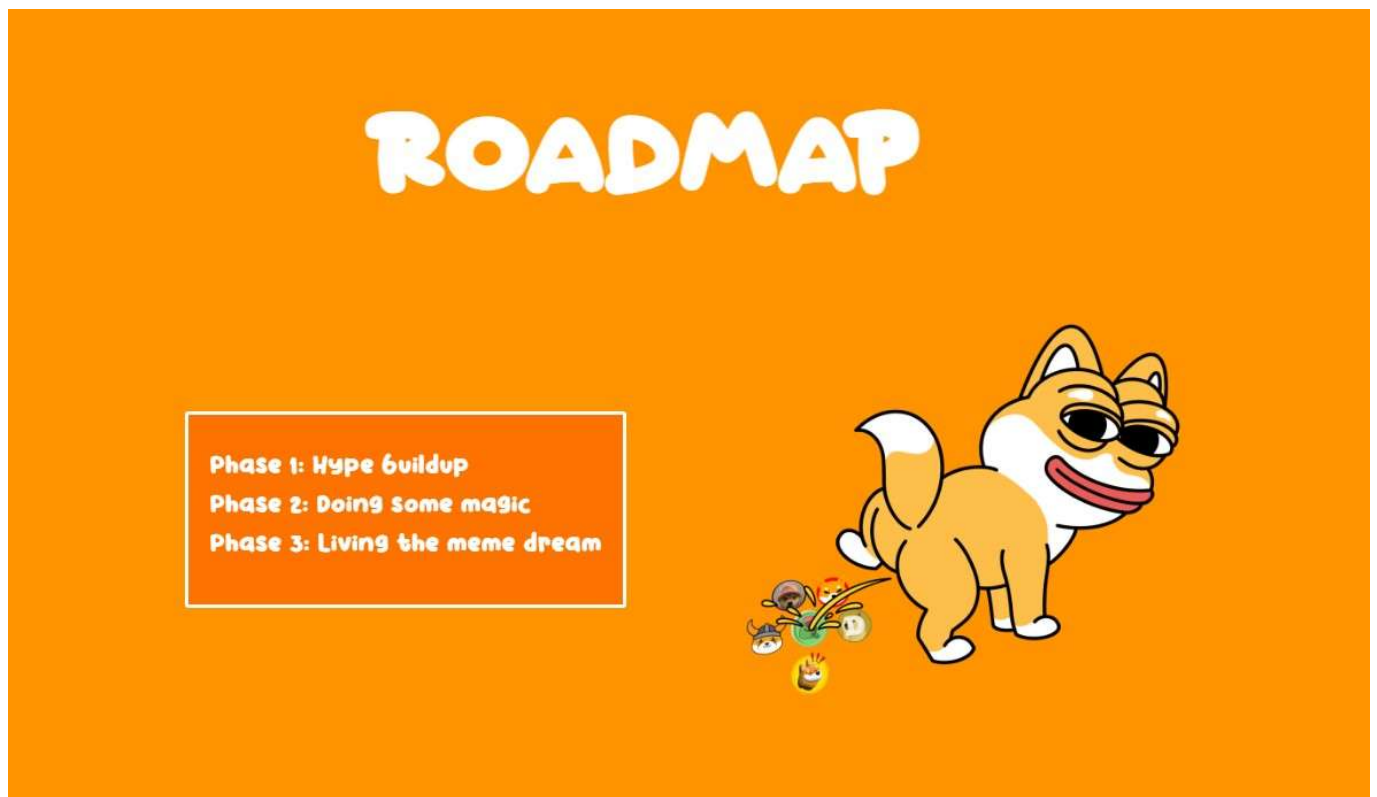 ROADMAP
Phase 1: Hype buildup
Phase 2: Doing some magic
Phase 3: Living the meme dream